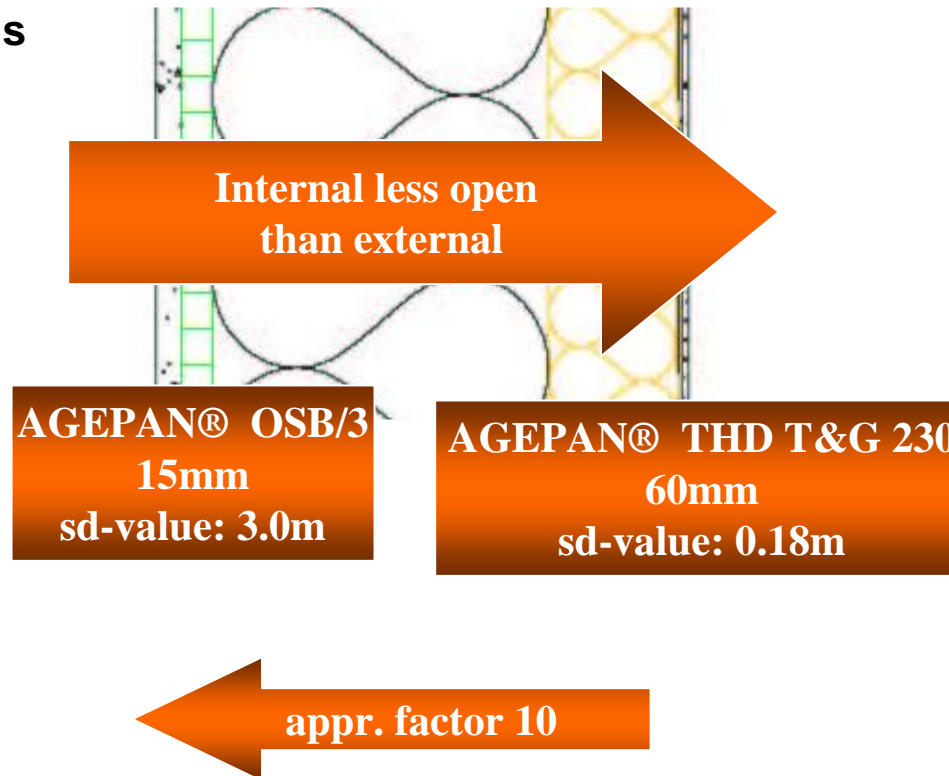 s
Internal less open
than external
AGEPAN® OSB/3
15mm
sd-value: 3.0m
AGEPAN® THD T&G 230
60mm
sd-value: 0.18m
appr. factor 10